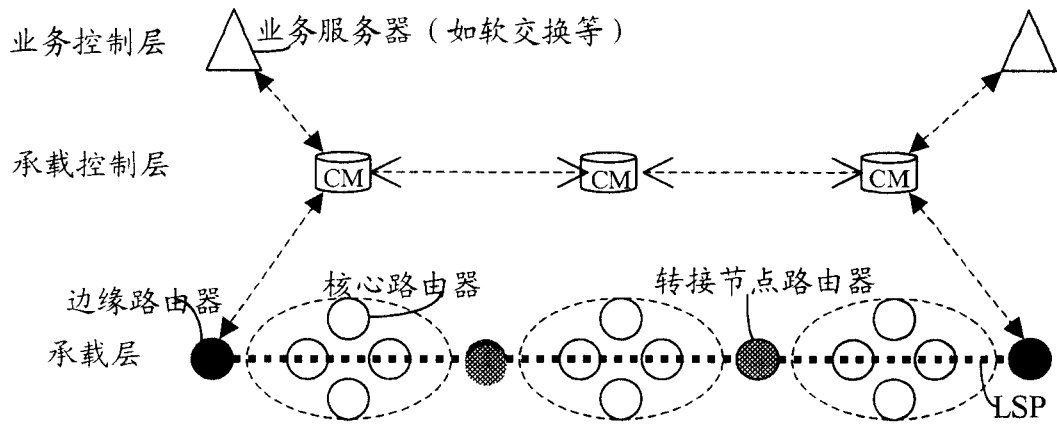 业务控制层
业务服务器（如软交换等）
承载控制层
CM
CM
CM
边缘路由器
核心路由器
转接节点路由器
承载层
LSP